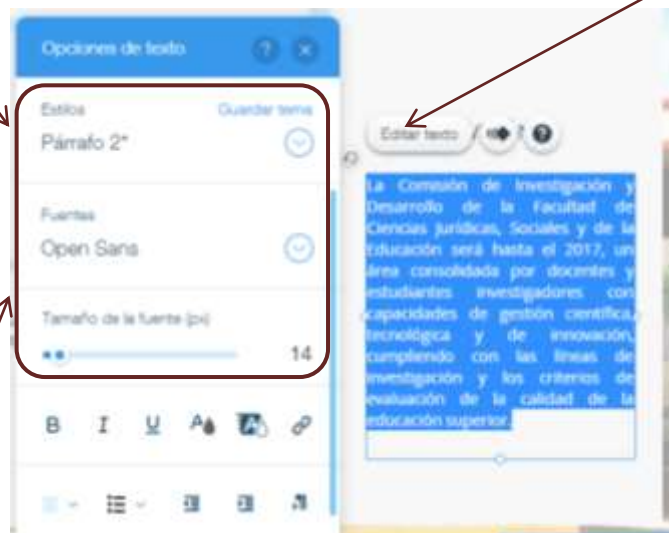 Opciones de texto
Estilos Guardar tema
Párrafo 2*
Fuentes
Open Sans
Tamaño de la fuente (px)
14
B I U
Editar texto
La Comisión de Investigación y
Desarrollo de la Facultad de
Ciencias Jurídicas, Sociales y de la
Educación será hasta el 2017, un
área consolidada por docentes y
estudiantes investigadores con
capacidades de gestión científica,
tecnológica y de innovación,
cumpliendo con las líneas de
investigación y los criterios de
evaluación de la calidad de la
educación superior.